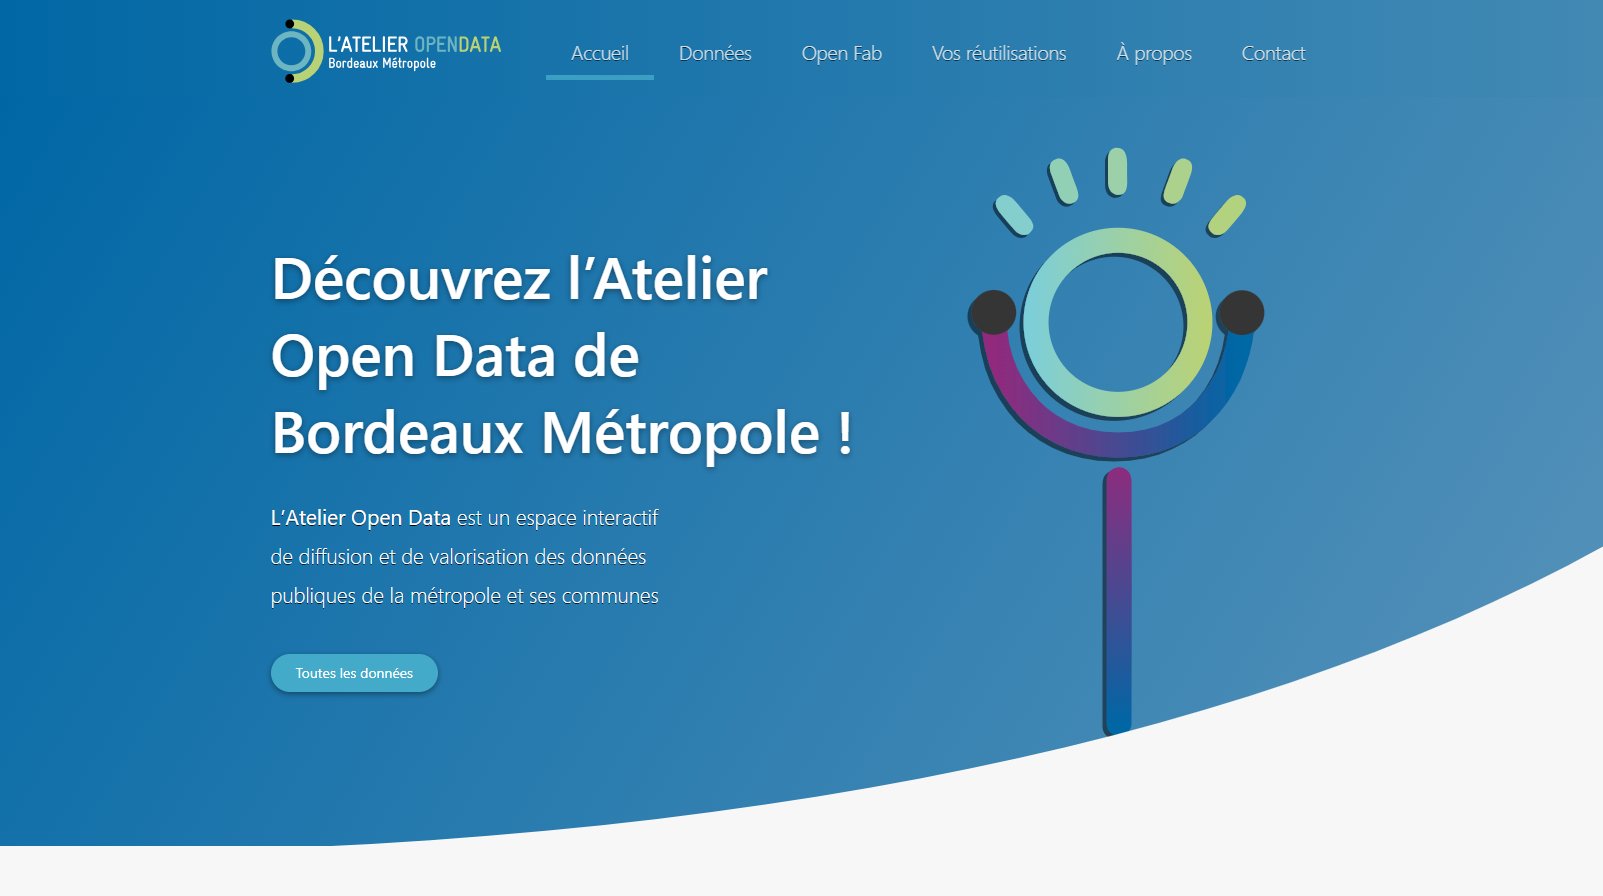 L'ATELIER OPENDATA
Bordeaux Métropole
Accueil
Données
Open Fab
Vos réutilisations
À propos
Contact
Découvrez l’Atelier
Open Data de
Bordeaux Métropole !
L’Atelier Open Data est un espace interactif
de diffusion et de valorisation des données
publiques de la métropole et ses communes
Toutes les données